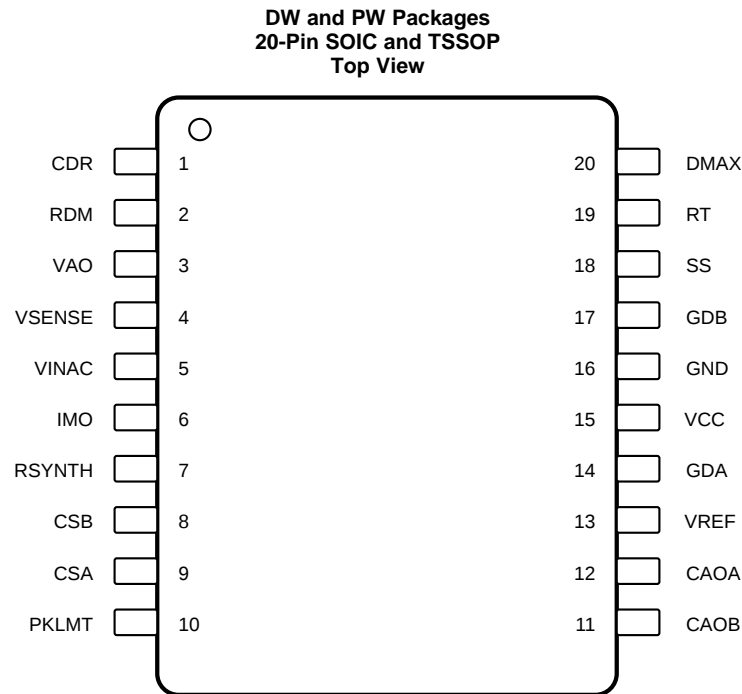 DW and PW Packages
20-Pin SOIC and TSSOP
Top View
CDR 1 20 DMAX
RDM 2 19 RT
VAO 3 18 SS
VSENSE 4 17 GDB
VINAC 5 16 GND
IMO 6 15 VCC
RSYNTH 7 14 GDA
CSB 8 13 VREF
CSA 9 12 CAOA
PKLMT 10 11 CAOB